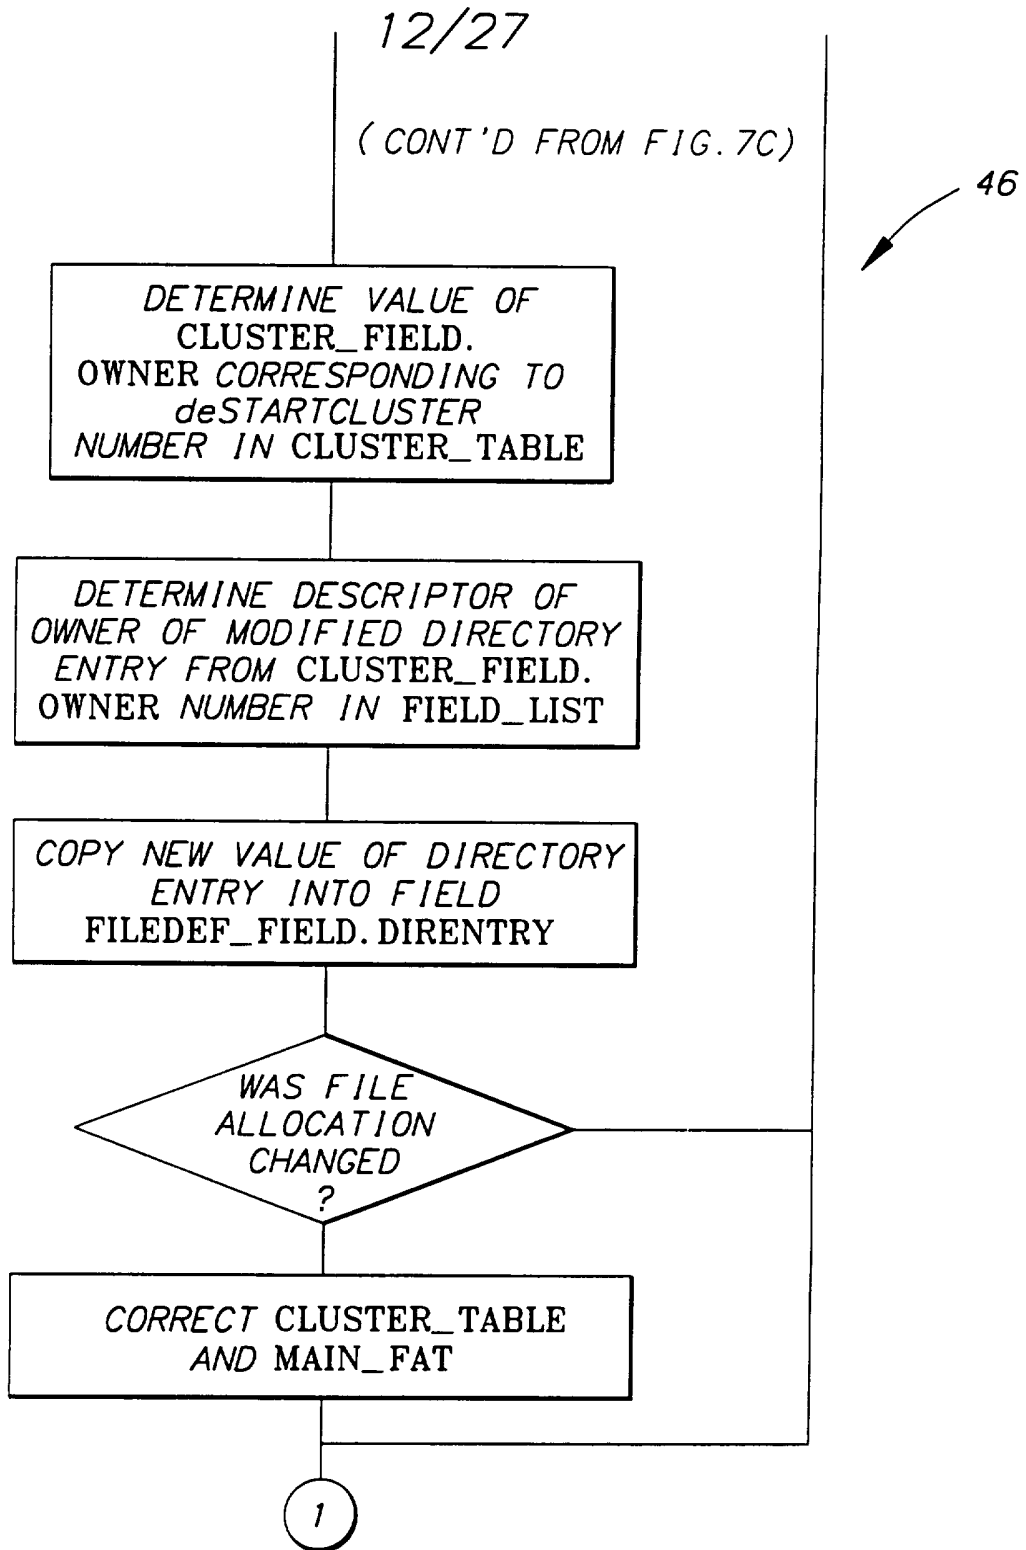 12/27
(CONT'D FROM FIG. 7C)
46
DETERMINE VALUE OF
CLUSTER_FIELD.
OWNER CORRESPONDING TO
deSTARTCLUSTER
NUMBER IN CLUSTER_TABLE
DETERMINE DESCRIPTOR OF
OWNER OF MODIFIED DIRECTORY
ENTRY FROM CLUSTER_FIELD.
OWNER NUMBER IN FIELD_LIST
COPY NEW VALUE OF DIRECTORY
ENTRY INTO FIELD
FILEDEF_FIELD.DIRENTRY
WAS FILE
ALLOCATION
CHANGED
?
CORRECT CLUSTER_TABLE
AND MAIN_FAT
1